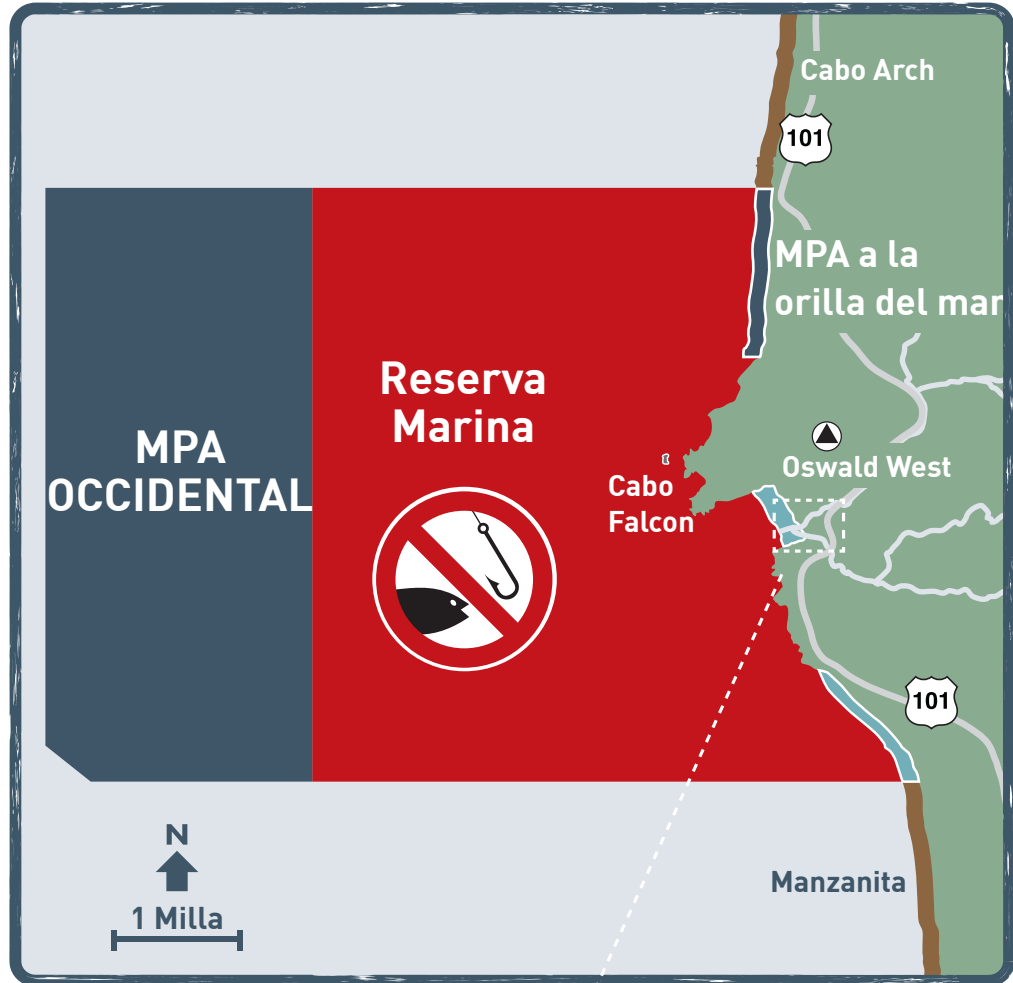 Cabo Arch
101
MPA a la
orilla del mar
Reserva
Marina
MPA
OCCIDENTAL
Oswald West
Cabo
Falcon
101
N
1 Milla
Manzanita